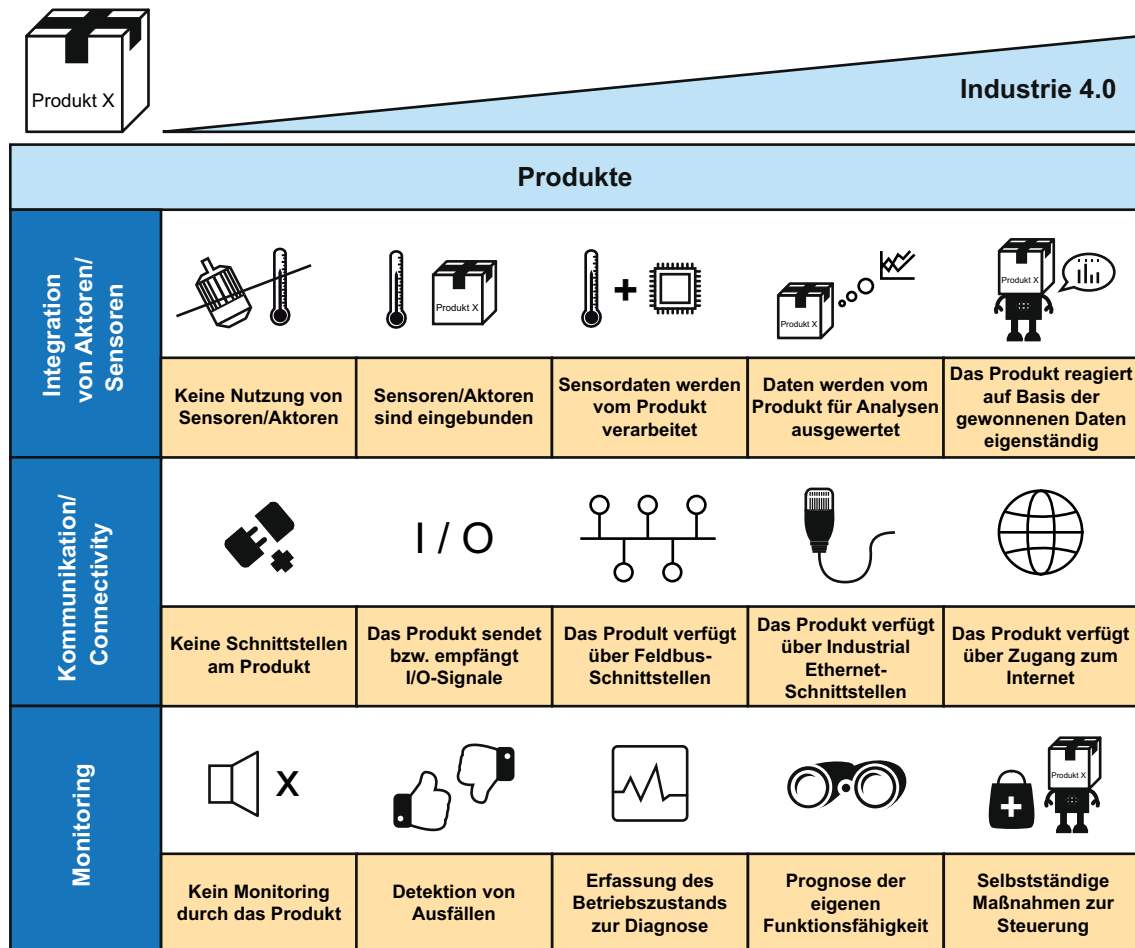 Produkt X
Industrie 4.0
Produkte
Integration
von Aktoren/
Sensoren
Produkt X
Produkt X
Produkt X
Keine Nutzung von
Sensoren/Aktoren
Sensoren/Aktoren
sind eingebunden
Sensordaten werden
vom Produkt
verarbeitet
Daten werden vom
Produkt für Analysen
ausgewertet
Das Produkt reagiert
auf Basis der
gewonnenen Daten
eigenständig
Kommunikation/
Connectivity
I / O
Keine Schnittstellen
am Produkt
Das Produkt sendet
bzw. empfängt
I/O-Signale
Das Prodult verfügt
über Feldbus-
Schnittstellen
Das Produkt verfügt
über Industrial
Ethernet-
Schnittstellen
Das Produkt verfügt
über Zugang zum
Internet
Monitoring
X
Produkt X
Kein Monitoring
durch das Produkt
Detektion von
Ausfällen
Erfassung des
Betriebszustands
zur Diagnose
Prognose der
eigenen
Funktionsfähigkeit
Selbstständige
Maßnahmen zur
Steuerung